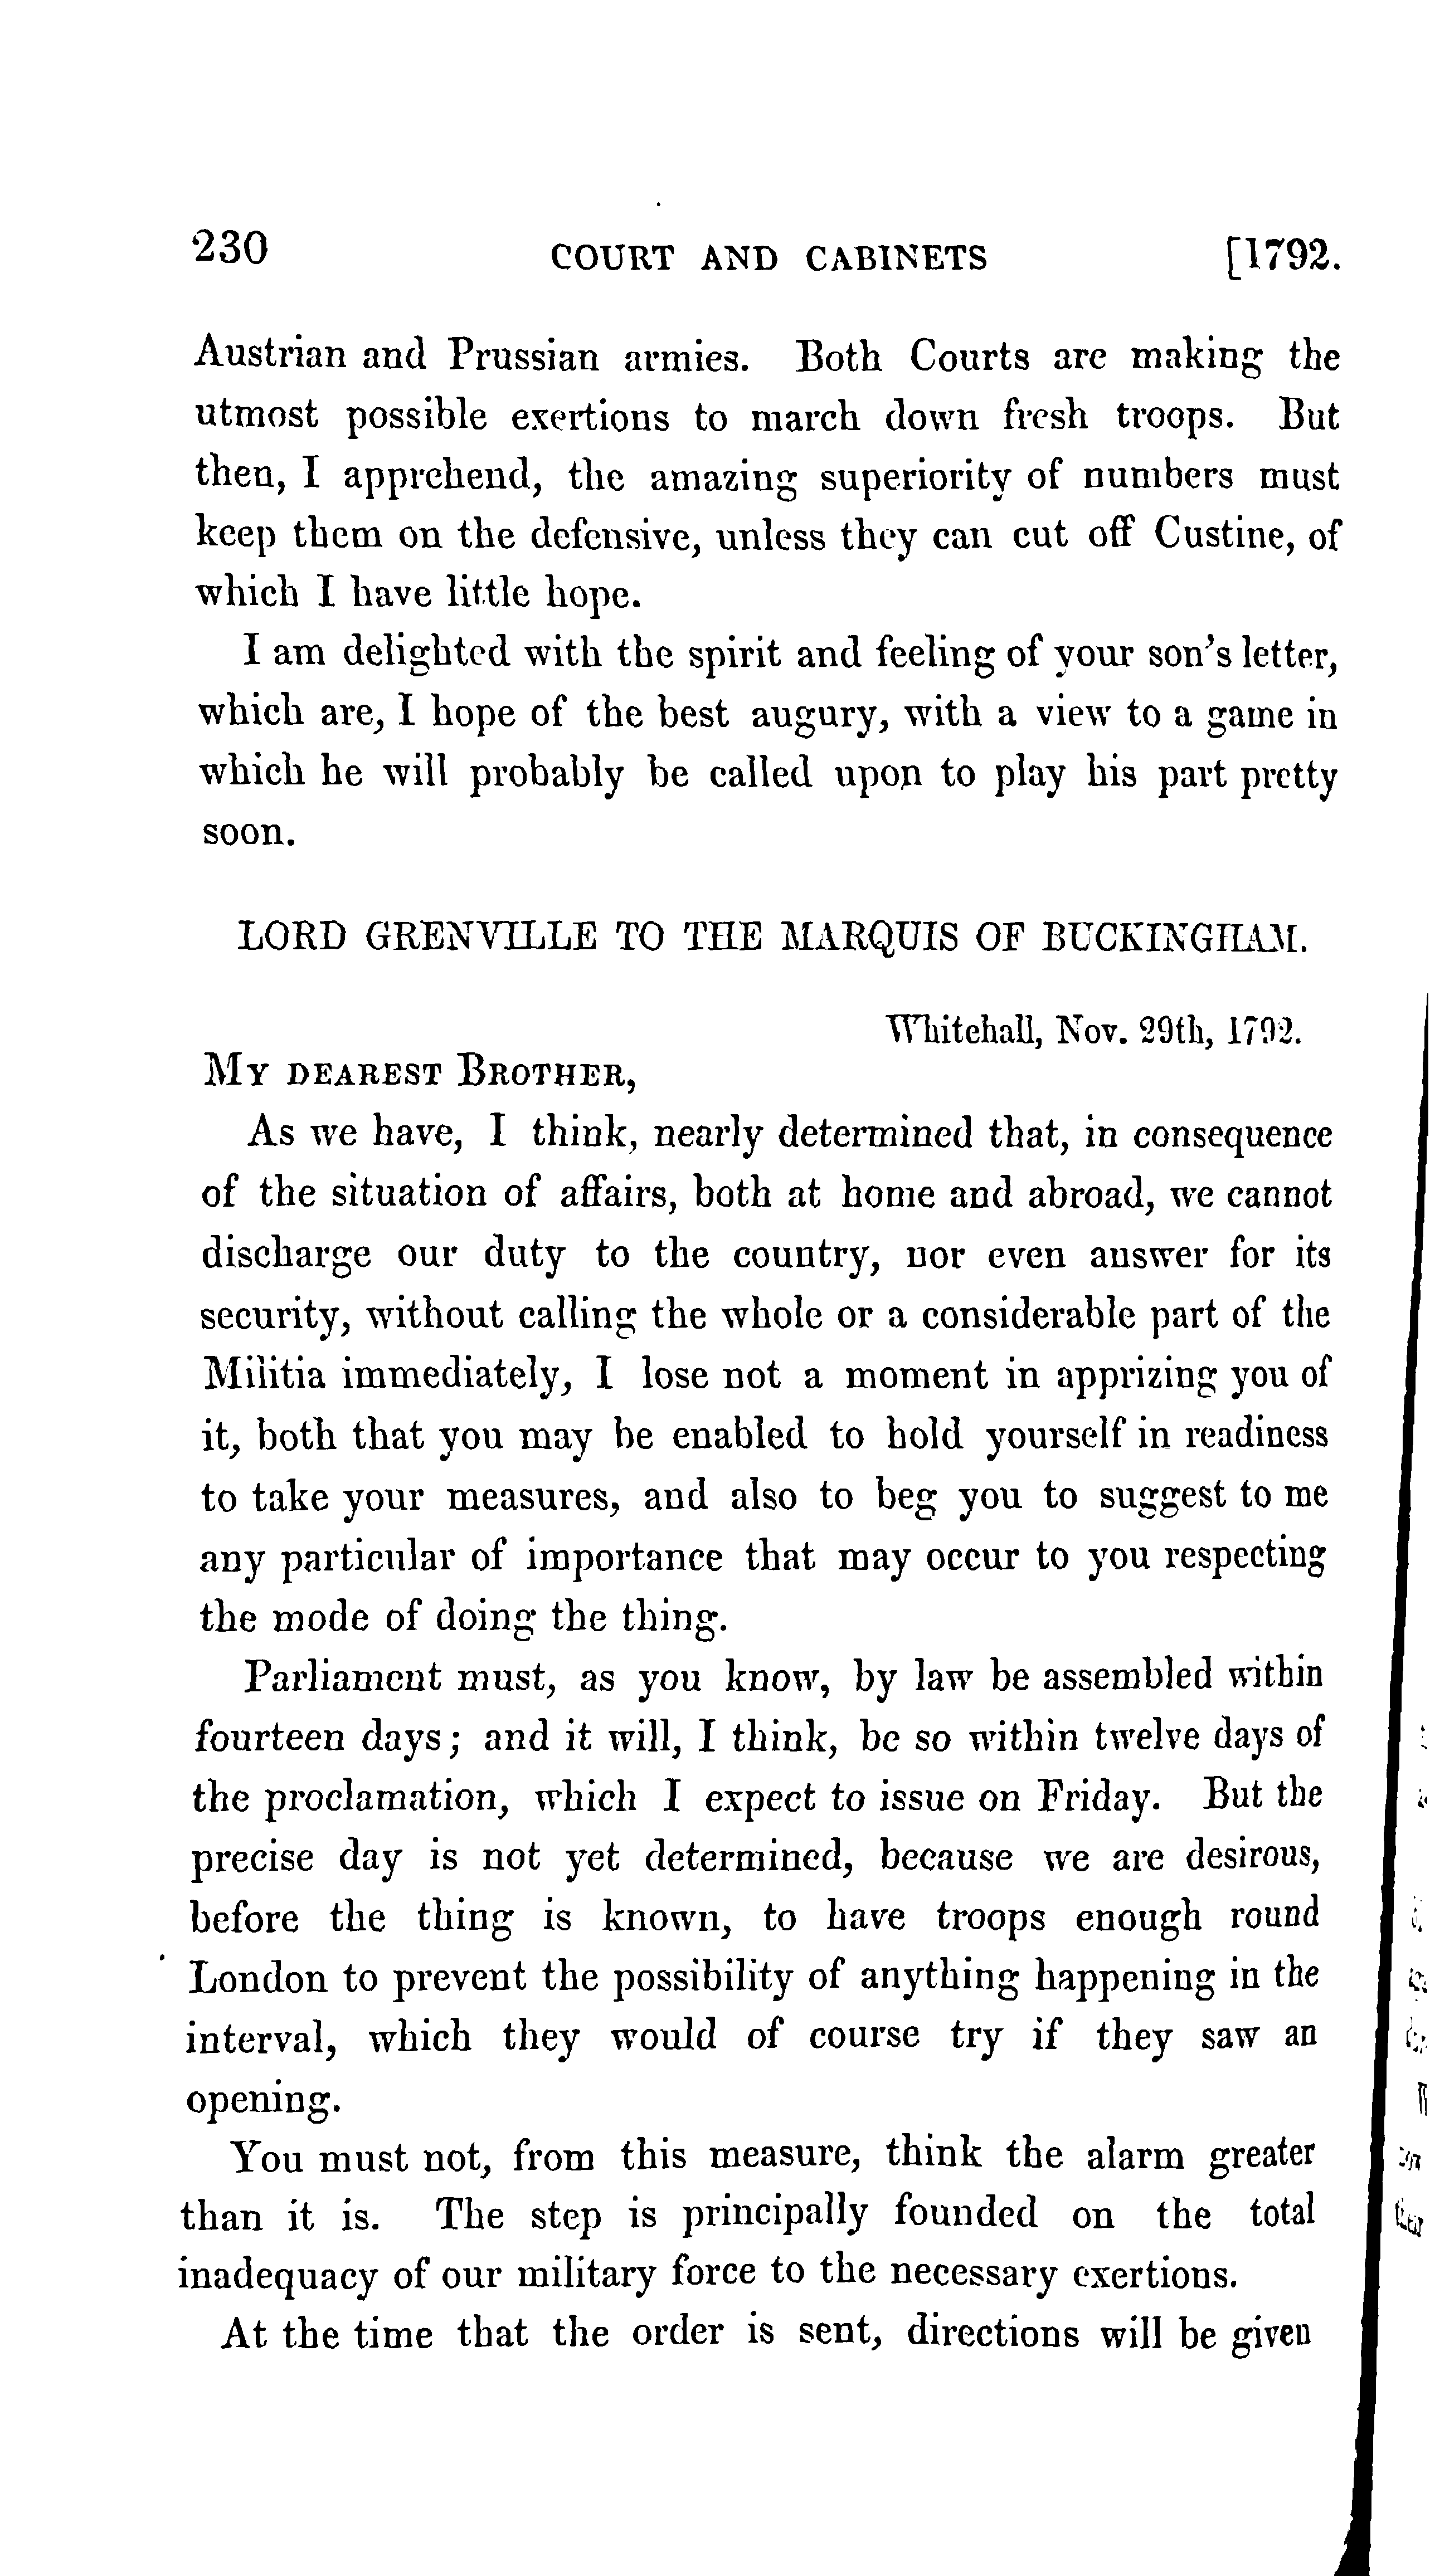 230 COURT AND CABINETS [1792.
Austrian and Prussian armies. Both Courts are making the
utmost possible exertions to march down fresh troops. But
then, I apprehend, the amazing superiority of numbers must
keep them on the defensive, unless they can cut off Custine, of
which I have little hope.
I am delighted with the spirit and feeling of your son's letter,
which are, I hope of the best augury, with a view to a game in
which he will probably be called upon to play his part pretty
soon.
LORD GRENVILLE TO THE MARQUIS OF BUCKINGHAM.
Whitehall, Nov. 29th, 1792.
MY DEAREST BROTHER,
As we have, I think, nearly determined that, in consequence
of the situation of affairs, both at home and abroad, we cannot
discharge our duty to the country, nor even answer for its
security, without calling the whole or a considerable part of the
Militia immediately, I lose not a moment in apprizing you of
it, both that you may be enabled to hold yourself in readiness
to take your measures, and also to beg you to suggest to me
any particular of importance that may occur to you respecting
the mode of doing the thing.
Parliament must, as you know, by law be assembled within
fourteen days; and it will, I think, be so within twelve days of
the proclamation, which I expect to issue on Friday. But the
precise day is not yet determined, because we are desirous,
before the thing is known, to have troops enough round
London to prevent the possibility of anything happening in the
interval, which they would of course try if they saw an
opening.
You must not, from this measure, think the alarm greater
than it is. The step is principally founded on the total
inadequacy of our military force to the necessary exertions.
At the time that the order is sent, directions will be given